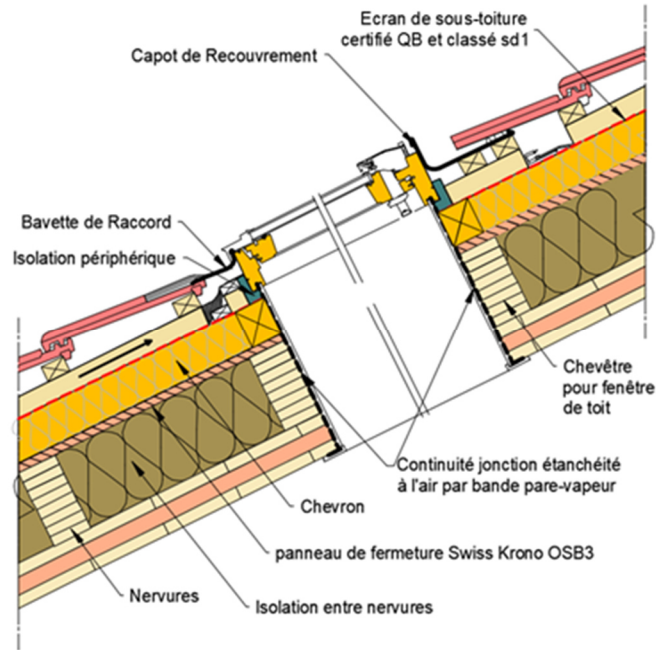 Ecran de sous-toiture
certifié QB et classé sd1
Capot de Recouvrement
Bavette de Raccord
Isolation périphérique
Chevêtre
pour fenêtre
de toit
Continuité jonction étanchéité
à l'air par bande pare-vapeur
Chevron
panneau de fermeture Swiss Krono OSB3
Nervures
Isolation entre nervures